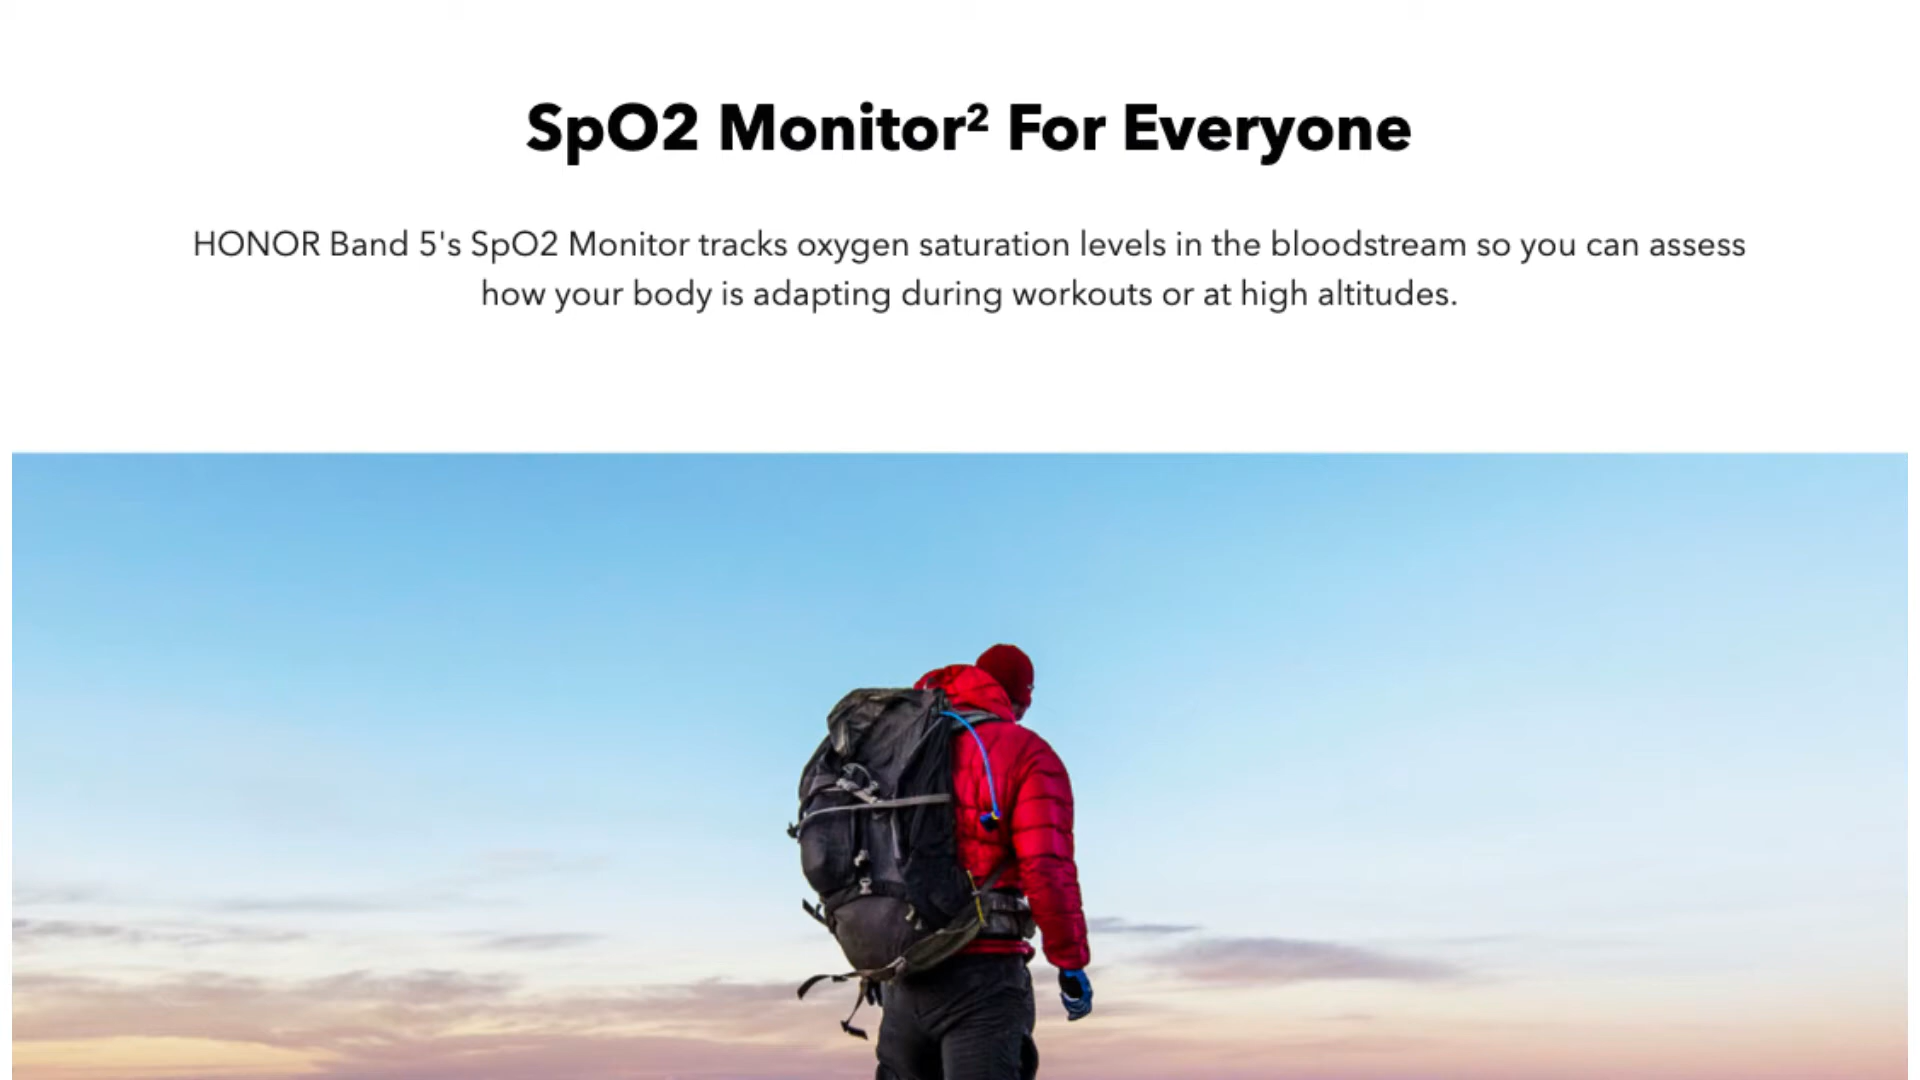 SpO2 Monitor² For Everyone
HONOR Band 5's SpO2 Monitor tracks oxygen saturation levels in the bloodstream so you can assess
how your body is adapting during workouts or at high altitudes.